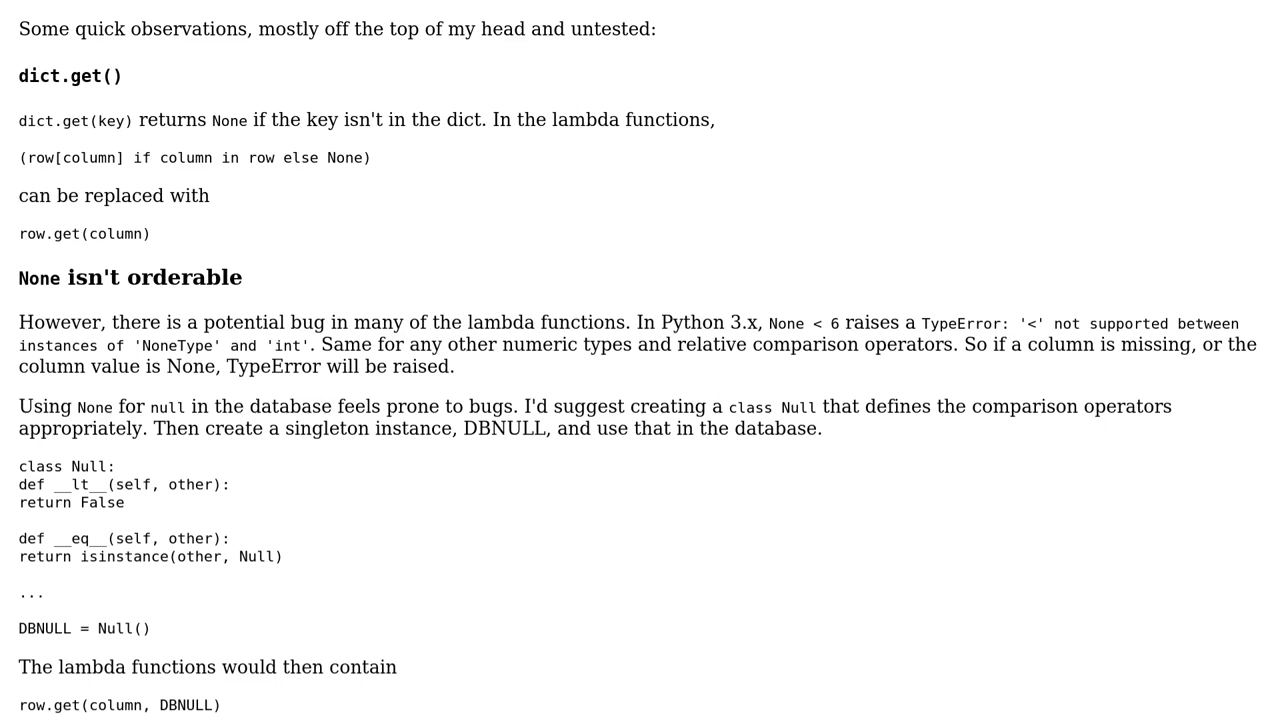 Some quick observations, mostly off the top of my head and untested:
dict.get()
dict.get(key) returns None if the key isn't in the dict. In the lambda functions,
(row[column] if column in row else None)
can be replaced with
row.get(column)
None isn't orderable
However, there is a potential bug in many of the lambda functions. In Python 3.x, None < 6 raises a TypeError: '<' not supported between
instances of 'NoneType' and 'int'. Same for any other numeric types and relative comparison operators. So if a column is missing, or the
column value is None, TypeError will be raised.
Using None for null in the database feels prone to bugs. I'd suggest creating a class Null that defines the comparison operators
appropriately. Then create a singleton instance, DBNULL, and use that in the database.
class Null:
def __lt__(self, other):
return False
def __eq__(self, other):
return isinstance(other, Null)
...
DBNULL = Null()
The lambda functions would then contain
row.get(column, DBNULL)